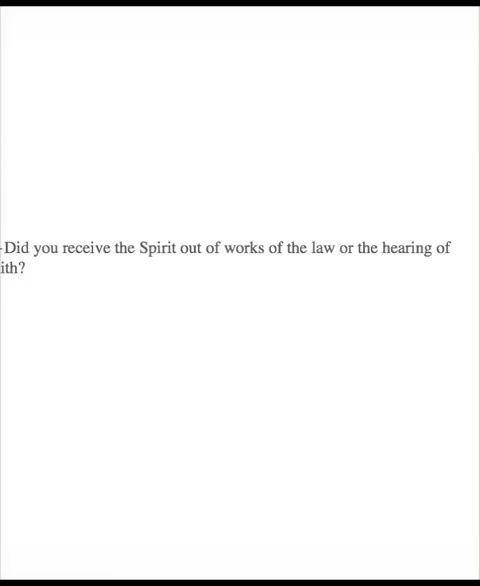 -Did you receive the Spirit out of works of the law or the hearing of
ith?